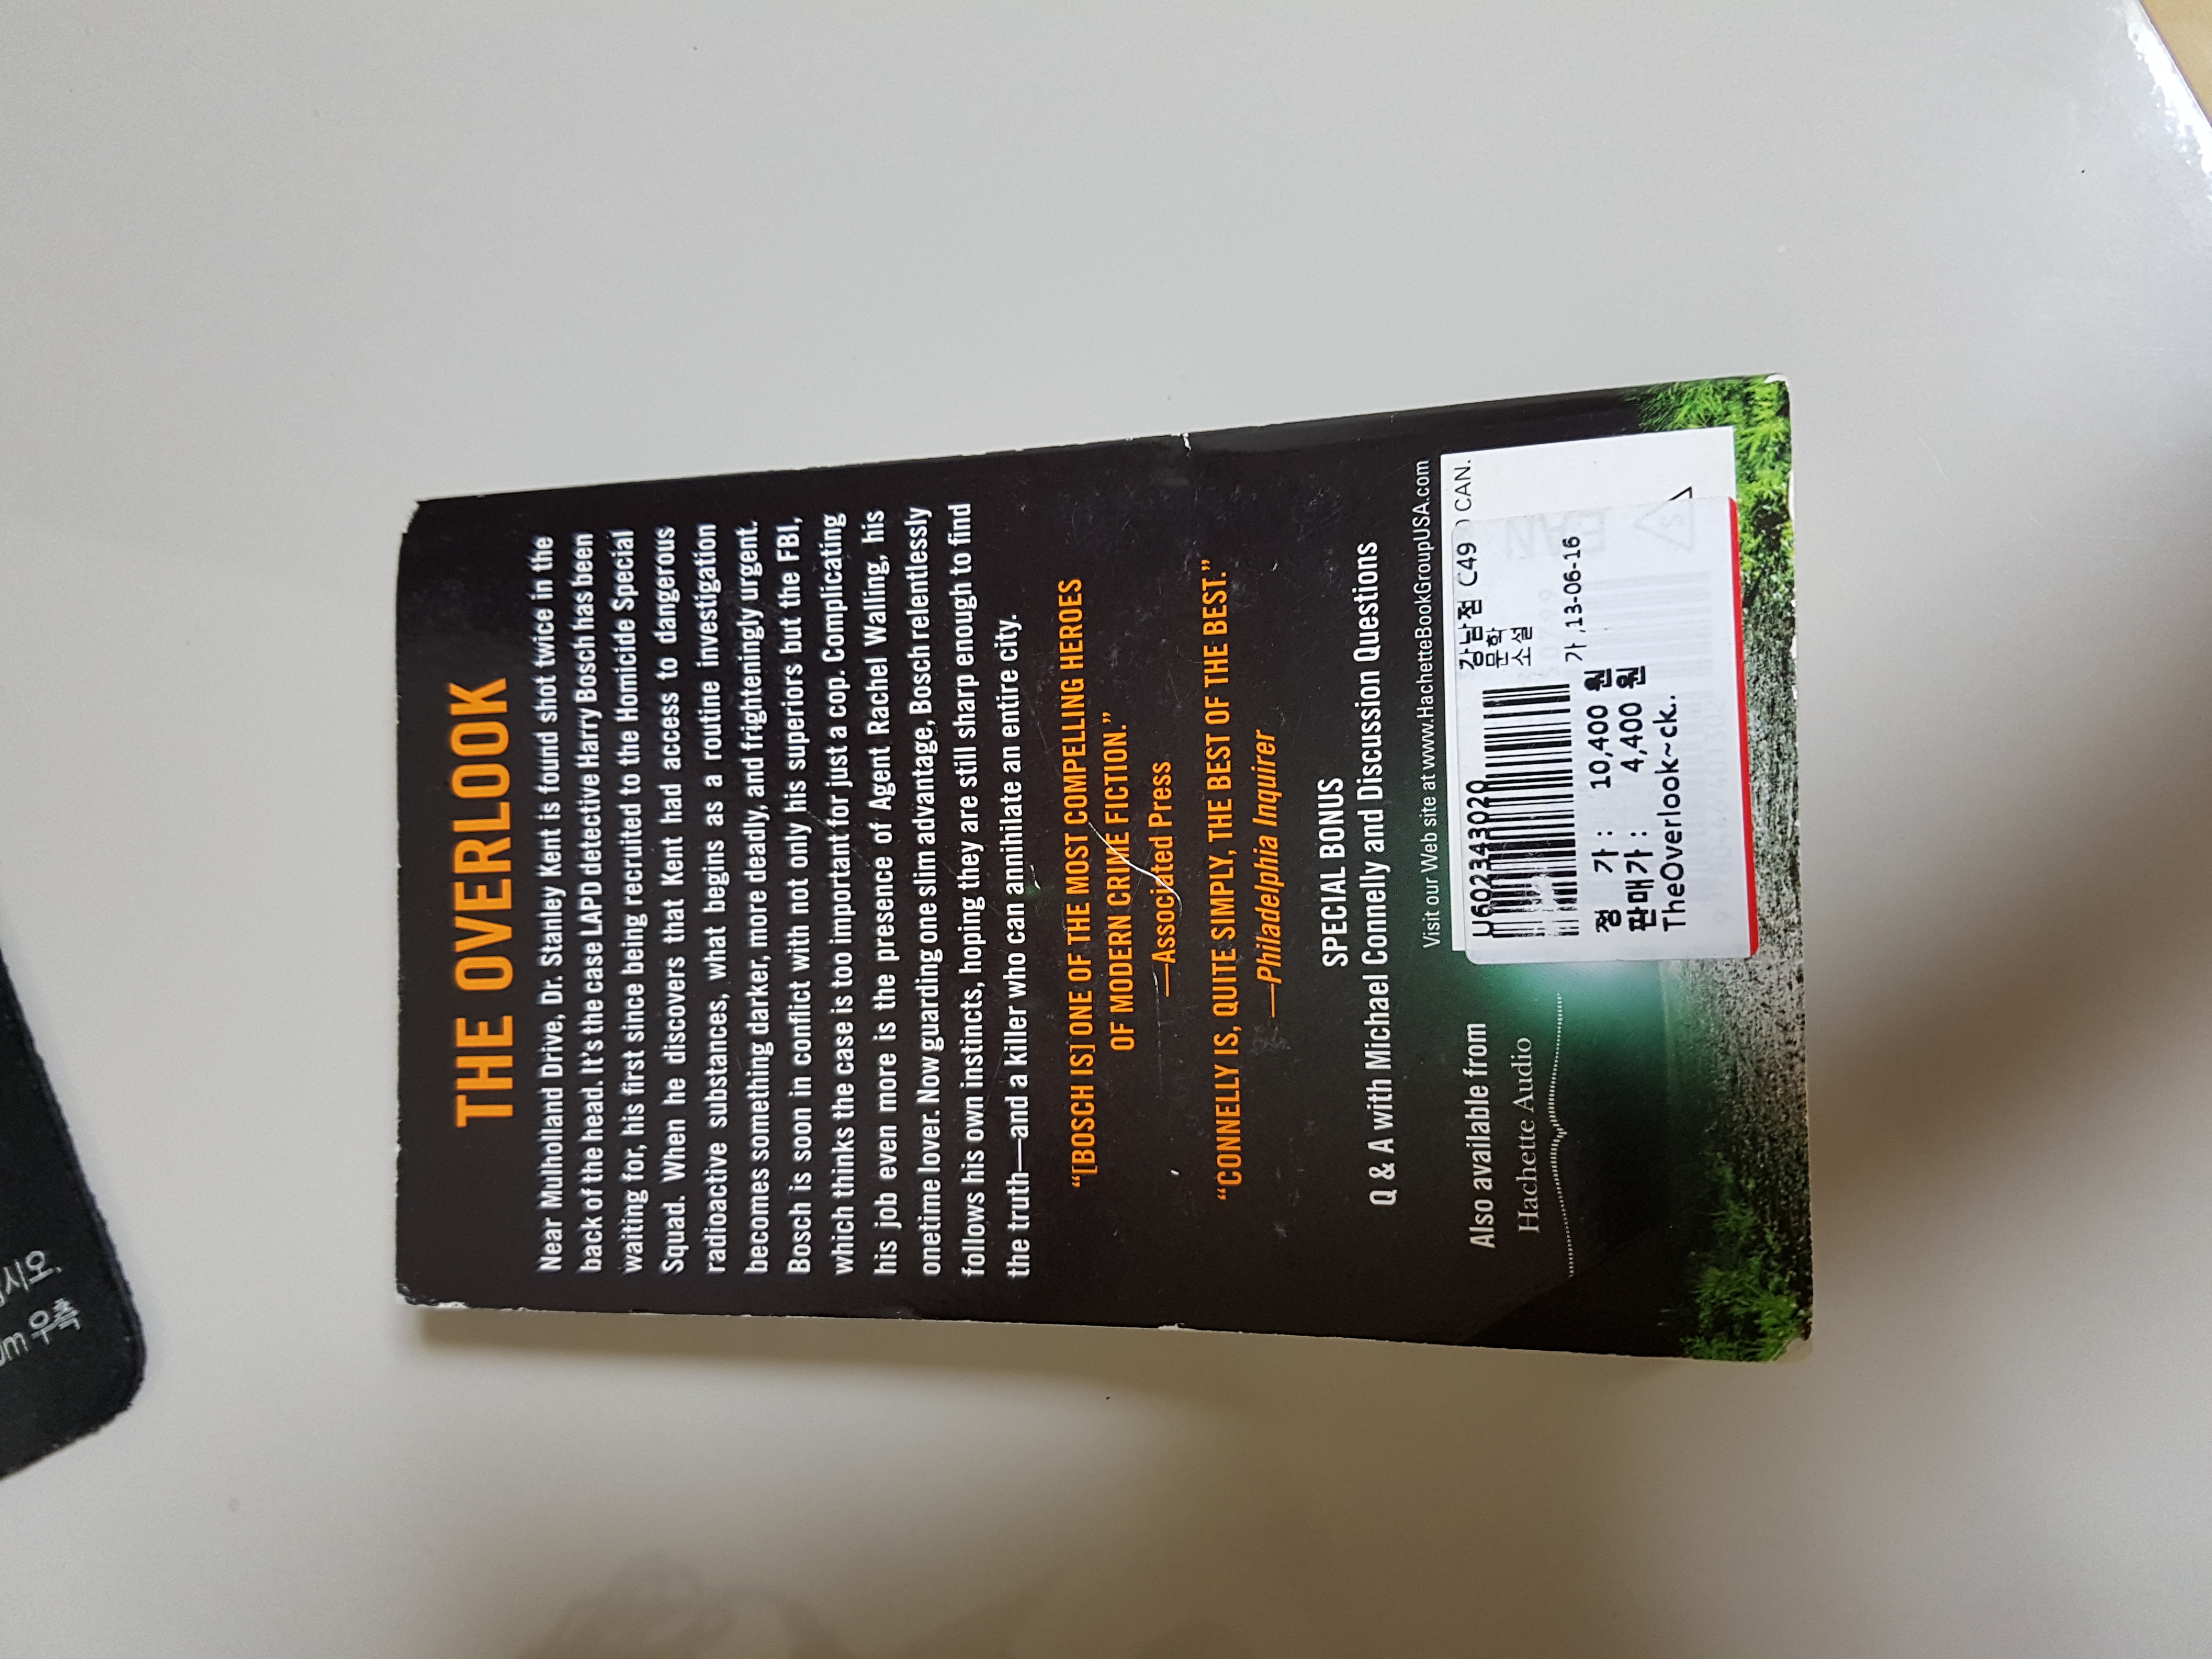 THE OVERLOOK
Near Mulholland Drive, Dr. Stanley Kent is found shot twice in the
back of the head. It's the case LAPD detective Harry Bosch has been
waiting for, his first since being recruited to the Homicide Special
Squad. When he discovers that Kent had access to dangerous
radioactive substances, what begins as a routine investigation
becomes something darker, more deadly, and frighteningly urgent.
Bosch is soon in conflict with not only his superiors but the FBI,
which thinks the case is too important for just a cop. Complicating
his job even more is the presence of Agent Rachel Walling, his
onetime lover. Now guarding one slim advantage, Bosch relentlessly
follows his own instincts, hoping they are still sharp enough to find
the truth—and a killer who can annihilate an entire city.
“[BOSCH IS] ONE OF THE MOST COMPELLING HEROES
OF MODERN CRIME FICTION.”
—Associated Press
“CONNELLY IS, QUITE SIMPLY, THE BEST OF THE BEST.”
—Philadelphia Inquirer
SPECIAL BONUS
Q & A with Michael Connelly and Discussion Questions
Visit our Web site at www.HachetteBookGroupUSA.com
Also available from
Hachette Audio
U602343020
강남점 C49
CAN.
문학
소설
가,13-06-16
정 가 : 10,400 원
판매가 : 4,400 원
TheOverlook~ck..
EAN
S
9 780446 401302